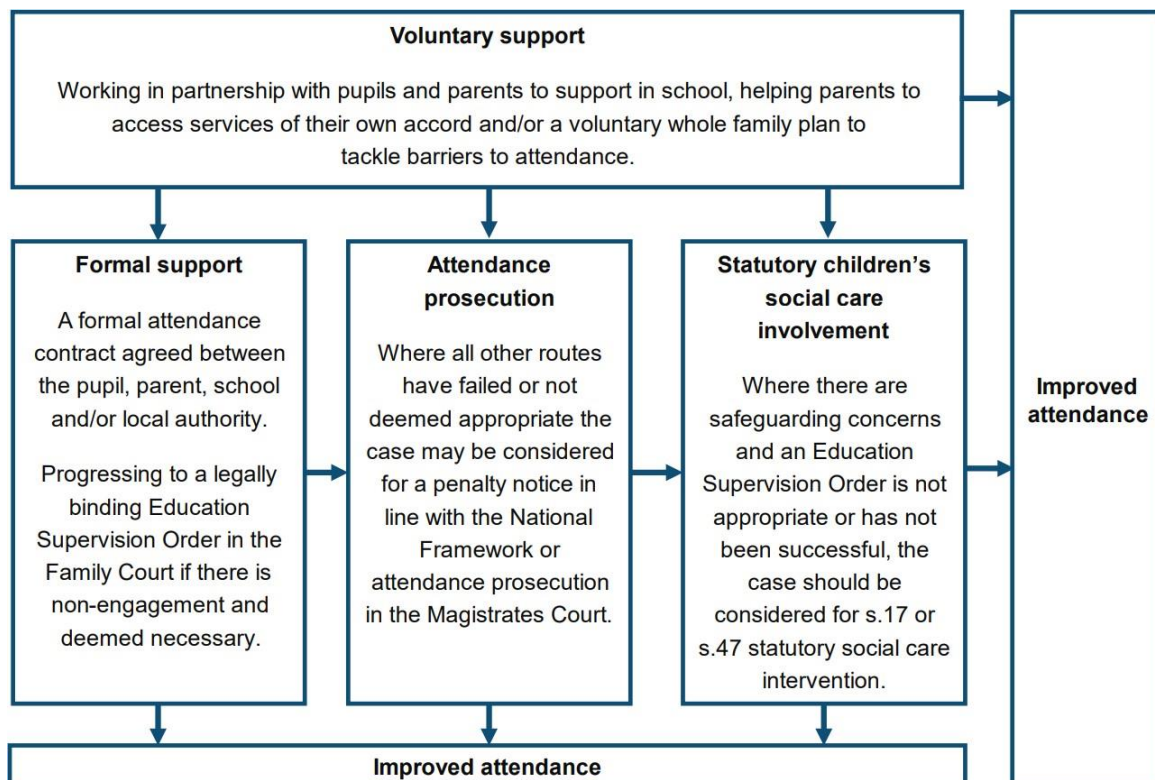 Voluntary support
Working in partnership with pupils and parents to support in school, helping parents to
access services of their own accord and/or a voluntary whole family plan to
tackle barriers to attendance.
Formal support
A formal attendance
contract agreed between
the pupil, parent, school
and/or local authority.
Progressing to a legally
binding Education
Supervision Order in the
Family Court if there is
non-engagement and
deemed necessary.
Attendance
prosecution
Where all other routes
have failed or not
deemed appropriate the
case may be considered
for a penalty notice in
line with the National
Framework or
attendance prosecution
in the Magistrates Court.
Statutory children’s
social care
involvement
Where there are
safeguarding concerns
and an Education
Supervision Order is not
appropriate or has not
been successful, the
case should be
considered for s.17 or
s.47 statutory social care
intervention.
Improved
attendance
Improved attendance